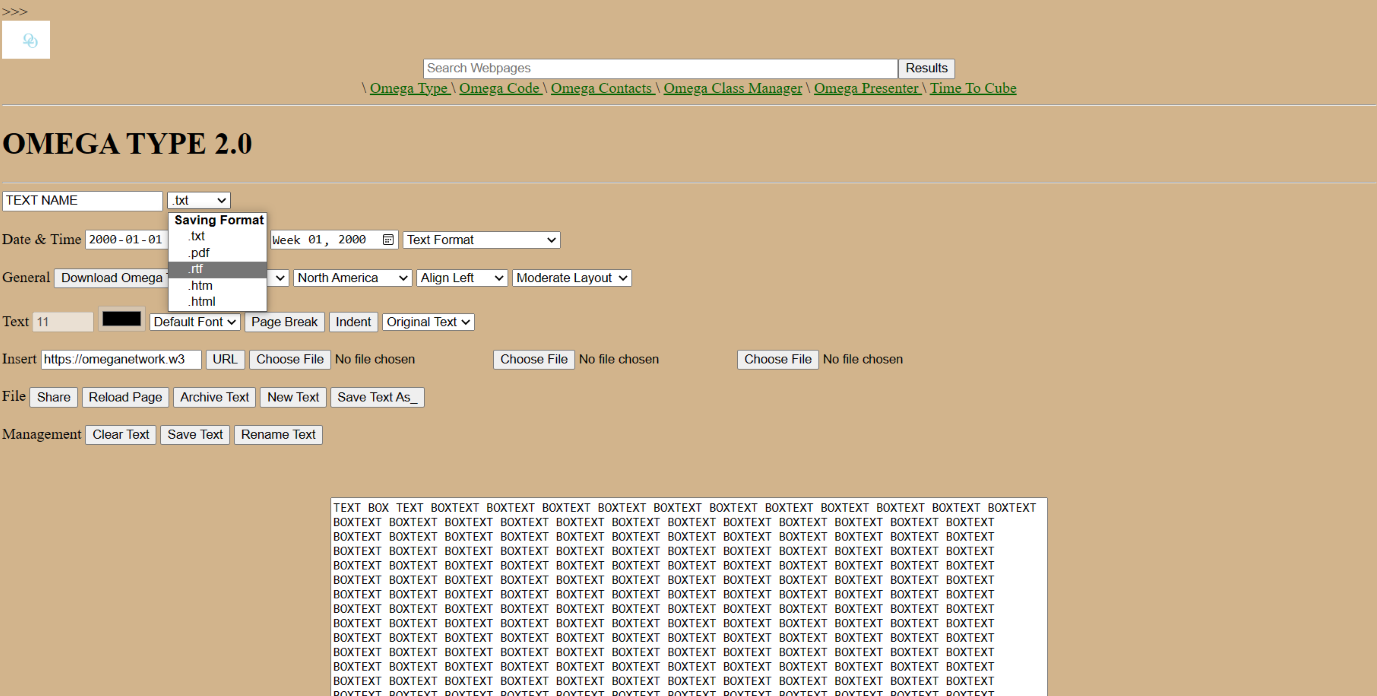 >>>
Search Webpages Results
\ Omega Type \ Omega Code \ Omega Contacts \ Omega Class Manager \ Omega Presenter \ Time To Cube
OMEGA TYPE 2.0
TEXT NAME .txt
Saving Format
.txt
.pdf
.rtf
.htm
.html
Date & Time 2000-01-01 Week 01, 2000 Text Format
General Download Omega North America Align Left Moderate Layout
Text 11 Default Font Page Break Indent Original Text
Insert https://omeganetwork.w3 URL Choose File No file chosen Choose File No file chosen Choose File No file chosen
File Share Reload Page Archive Text New Text Save Text As_
Management Clear Text Save Text Rename Text
TEXT BOX TEXT BOXTEXT BOXTEXT BOXTEXT BOXTEXT BOXTEXT BOXTEXT BOXTEXT BOXTEXT BOXTEXT BOXTEXT BOXTEXT
BOXTEXT BOXTEXT BOXTEXT BOXTEXT BOXTEXT BOXTEXT BOXTEXT BOXTEXT BOXTEXT BOXTEXT BOXTEXT BOXTEXT
BOXTEXT BOXTEXT BOXTEXT BOXTEXT BOXTEXT BOXTEXT BOXTEXT BOXTEXT BOXTEXT BOXTEXT BOXTEXT BOXTEXT
BOXTEXT BOXTEXT BOXTEXT BOXTEXT BOXTEXT BOXTEXT BOXTEXT BOXTEXT BOXTEXT BOXTEXT BOXTEXT BOXTEXT
BOXTEXT BOXTEXT BOXTEXT BOXTEXT BOXTEXT BOXTEXT BOXTEXT BOXTEXT BOXTEXT BOXTEXT BOXTEXT BOXTEXT
BOXTEXT BOXTEXT BOXTEXT BOXTEXT BOXTEXT BOXTEXT BOXTEXT BOXTEXT BOXTEXT BOXTEXT BOXTEXT BOXTEXT
BOXTEXT BOXTEXT BOXTEXT BOXTEXT BOXTEXT BOXTEXT BOXTEXT BOXTEXT BOXTEXT BOXTEXT BOXTEXT BOXTEXT
BOXTEXT BOXTEXT BOXTEXT BOXTEXT BOXTEXT BOXTEXT BOXTEXT BOXTEXT BOXTEXT BOXTEXT BOXTEXT BOXTEXT
BOXTEXT BOXTEXT BOXTEXT BOXTEXT BOXTEXT BOXTEXT BOXTEXT BOXTEXT BOXTEXT BOXTEXT BOXTEXT BOXTEXT
BOXTEXT BOXTEXT BOXTEXT BOXTEXT BOXTEXT BOXTEXT BOXTEXT BOXTEXT BOXTEXT BOXTEXT BOXTEXT BOXTEXT
BOXTEXT BOXTEXT BOXTEXT BOXTEXT BOXTEXT BOXTEXT BOXTEXT BOXTEXT BOXTEXT BOXTEXT BOXTEXT BOXTEXT
BOXTEXT BOXTEXT BOXTEXT BOXTEXT BOXTEXT BOXTEXT BOXTEXT BOXTEXT BOXTEXT BOXTEXT BOXTEXT BOXTEXT
BOXTEXT BOXTEXT BOXTEXT BOXTEXT BOXTEXT BOXTEXT BOXTEXT BOXTEXT BOXTEXT BOXTEXT BOXTEXT BOXTEXT
BOXTEXT BOXTEXT BOXTEXT BOXTEXT BOXTEXT BOXTEXT BOXTEXT BOXTEXT BOXTEXT BOXTEXT BOXTEXT BOXTEXT